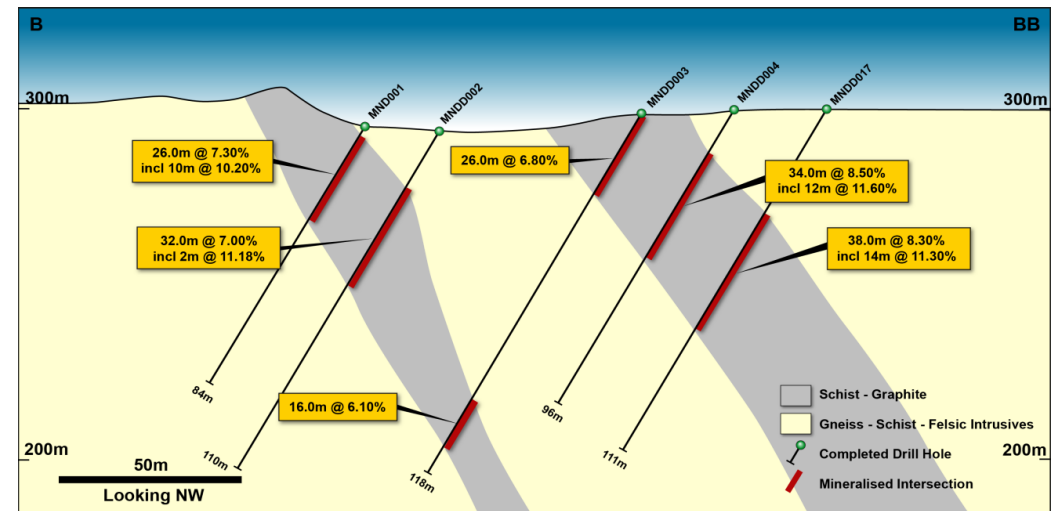 B
BB
300m
300m
MND001
MNDD002
MNDD003
MNDD004
MNDD017
26.0m @ 7.30%
incl 10m @ 10.20%
26.0m @ 6.80%
34.0m @ 8.50%
incl 12m @ 11.60%
32.0m @ 7.00%
incl 2m @ 11.18%
38.0m @ 8.30%
incl 14m @ 11.30%
84m
16.0m @ 6.10%
96m
110m
118m
111m
Schist - Graphite
Gneiss - Schist - Felsic Intrusives
Completed Drill Hole
Mineralised Intersection
200m
200m
50m
Looking NW